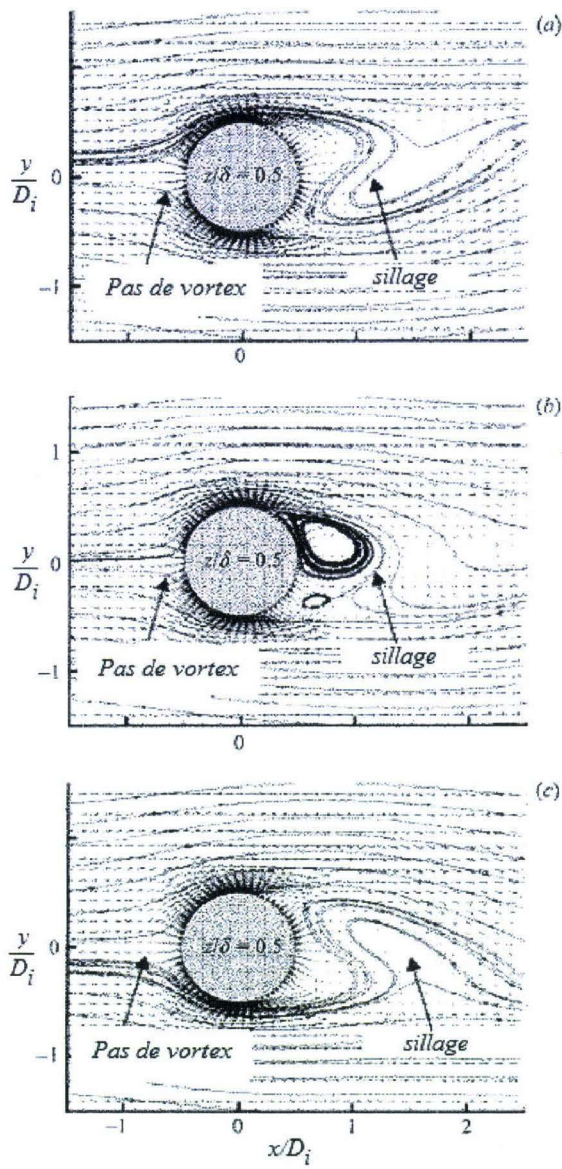 (a)
y
D_i
0
−1
z/δ = 0.5
Pas de vortex
sillage
0
(b)
1
y
D_i
0
−1
z/δ = 0.5
Pas de vortex
sillage
0
(c)
y
D_i
0
−1
z/δ = 0.5
Pas de vortex
sillage
−1 0 1 2
x/D_i